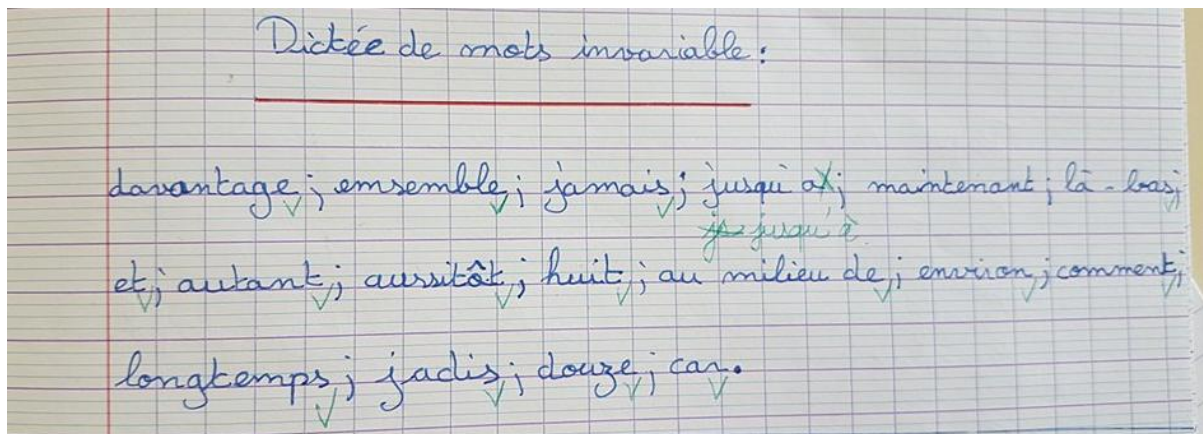 Dictée de mots invariable :
davantage ; ensemble ; jamais ; jusqu'a ; maintenant ; là-bas ;
jusqu'à
et ; autant ; aussitôt ; huit ; au milieu de ; environ ; comment ;
longtemps ; jadis ; douze ; car.